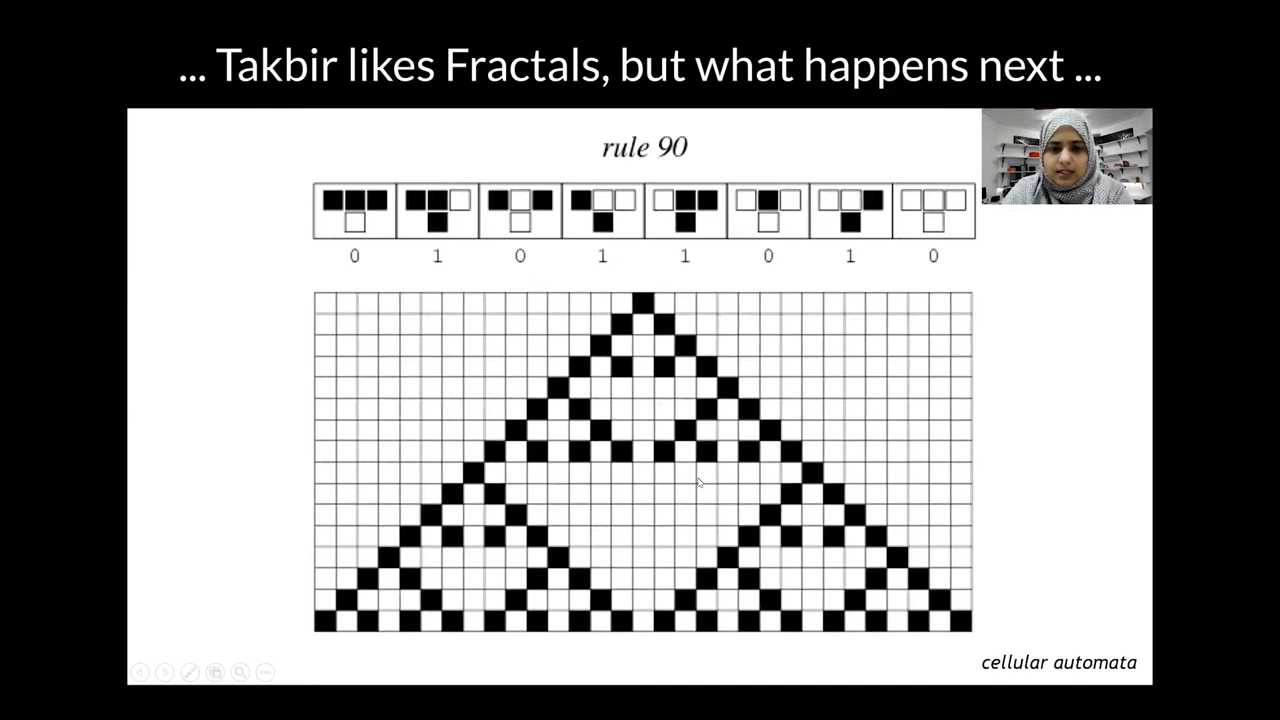 ... Takbir likes Fractals, but what happens next ...
rule 90
0 1 0 1 1 0 1 0
cellular automata